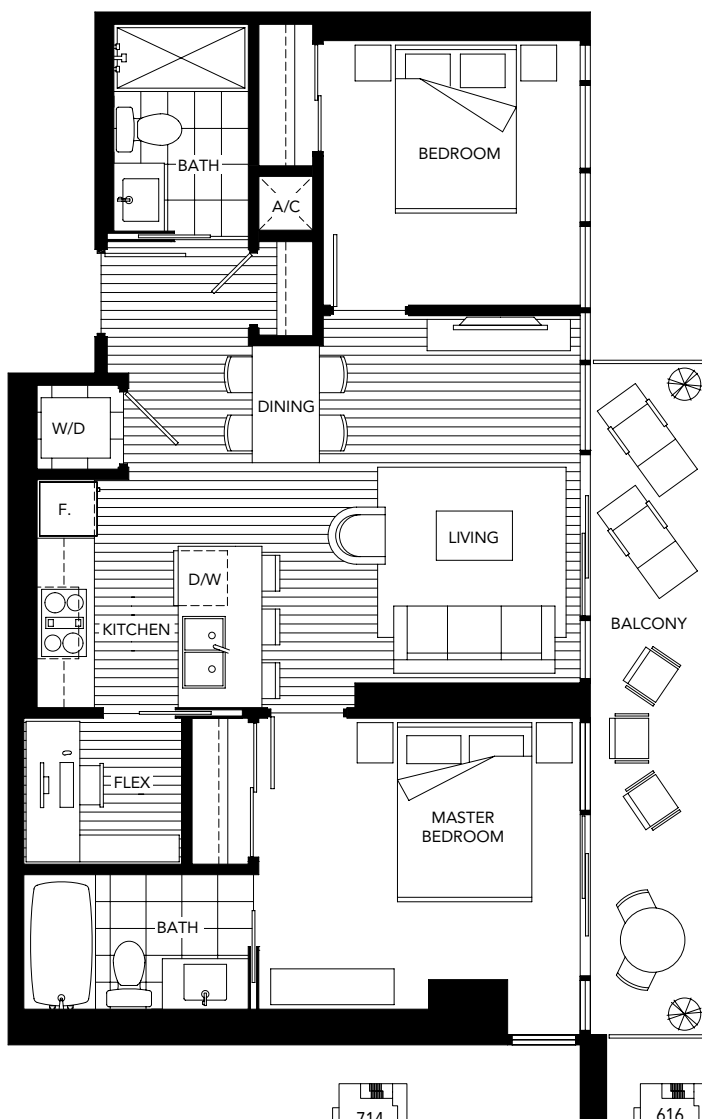 BEDROOM
BATH
A/C
DINING
W/D
F.
LIVING
D/W
BALCONY
KITCHEN
FLEX
MASTER
BEDROOM
BATH
714
616